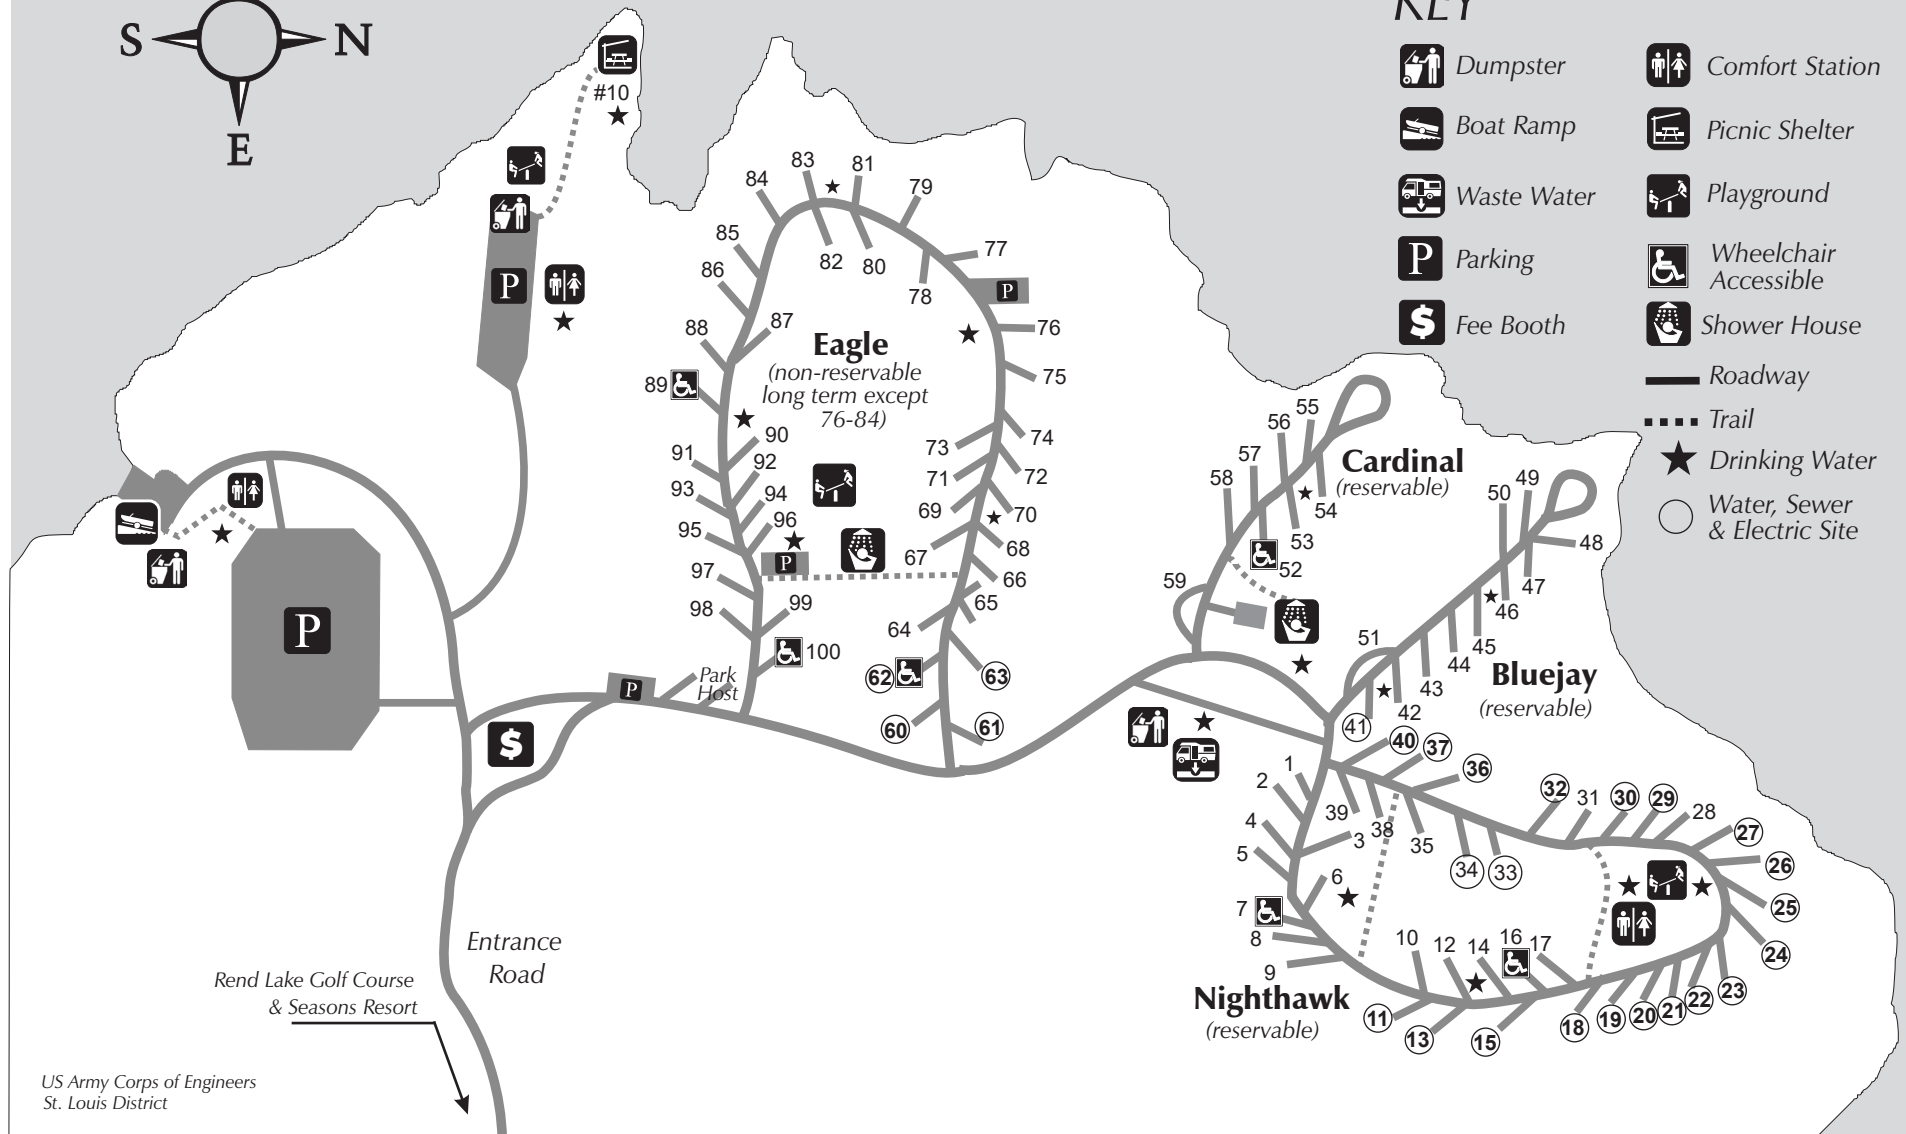 KEY
Dumpster
Comfort Station
Boat Ramp
Picnic Shelter
Waste Water
Playground
P
Parking
Wheelchair
Accessible
$
Fee Booth
Shower House
Roadway
Trail
Drinking Water
Water, Sewer
& Electric Site
S
N
E
#10
P
P
$
P
Park
Host
Entrance
Road
Rend Lake Golf Course
& Seasons Resort
US Army Corps of Engineers
St. Louis District
Eagle
(non-reservable
long term except
76-84)
83
81
84
79
85
77
82
80
86
78
P
88
87
76
89
75
90
73
74
91
92
71
72
93
94
69
70
95
96
68
P
67
97
66
98
99
65
64
100
62
63
60
61
Cardinal
(reservable)
55
56
57
58
54
53
52
59
Bluejay
(reservable)
49
50
48
47
46
45
44
51
43
42
41
Nighthawk
(reservable)
40
37
36
1
2
39
38
35
4
3
5
34
33
32
31
30
29
28
27
26
25
24
6
7
8
9
10
12
14
16
17
11
13
15
18
19
20
21
22
23